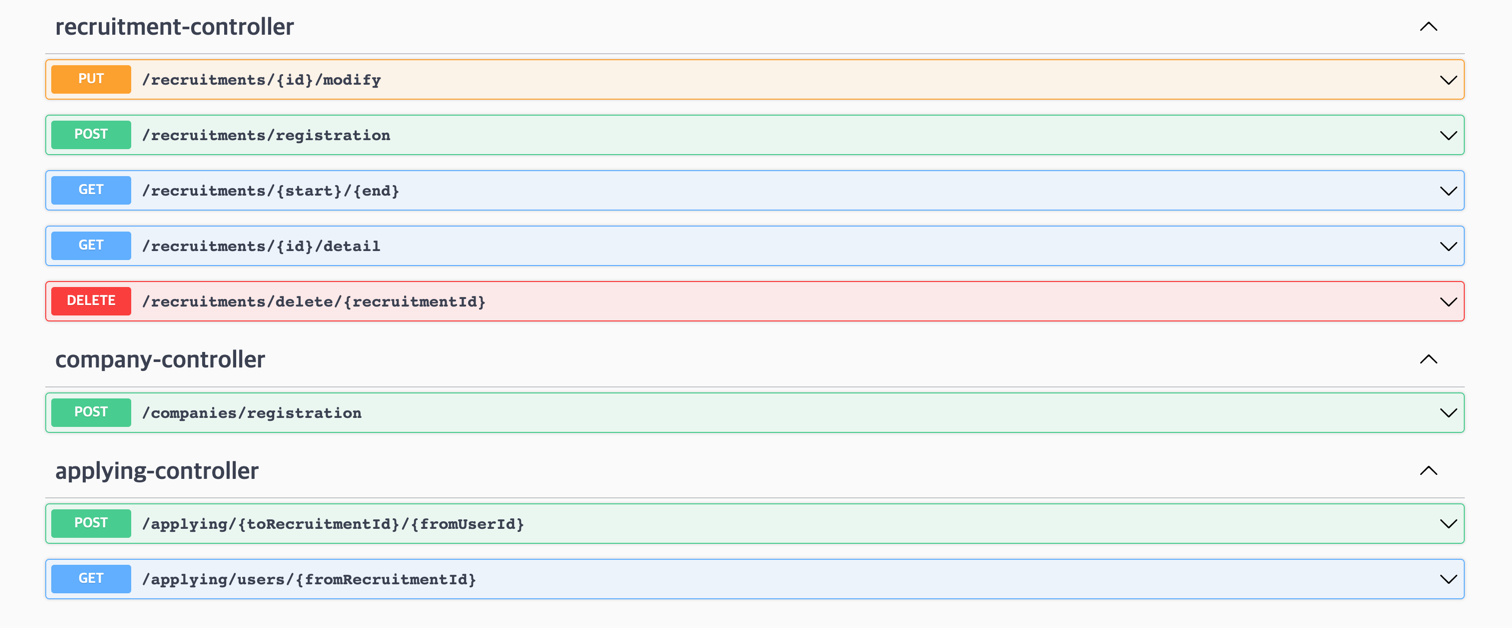 recruitment-controller
PUT /recruitments/{id}/modify
POST /recruitments/registration
GET /recruitments/{start}/{end}
GET /recruitments/{id}/detail
DELETE /recruitments/delete/{recruitmentId}
company-controller
POST /companies/registration
applying-controller
POST /applying/{toRecruitmentId}/{fromUserId}
GET /applying/users/{fromRecruitmentId}